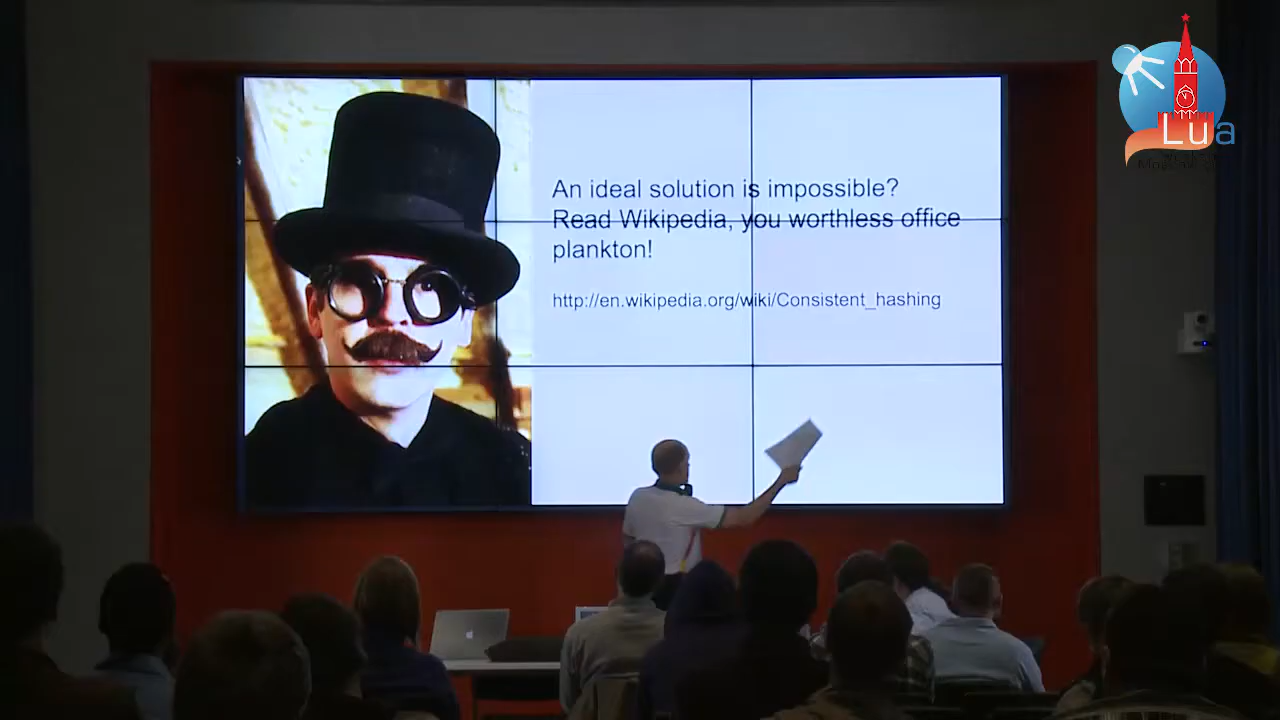 An ideal solution is impossible?
Read Wikipedia, you worthless office
plankton!
http://en.wikipedia.org/wiki/Consistent_hashing
Lua